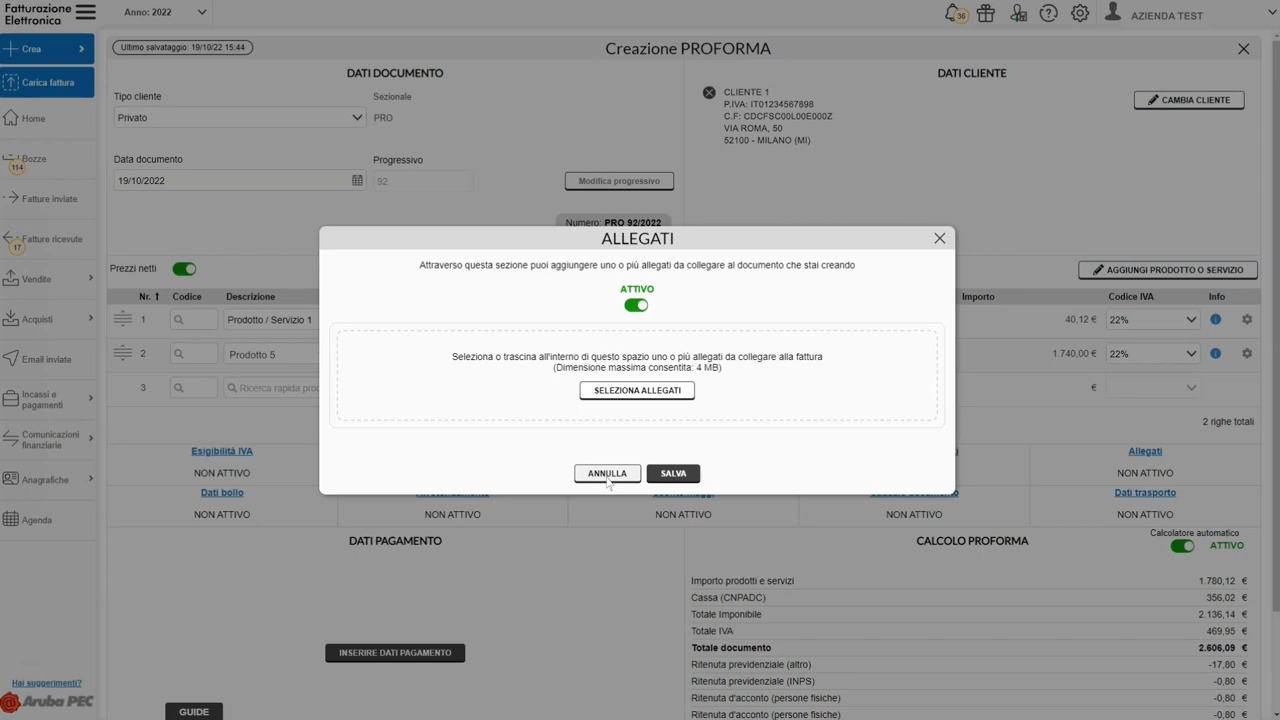 Fatturazione
Elettronica
Anno: 2022
36
AZIENDA TEST
Crea
Carica fattura
Home
Bozze
114
Fatture inviate
Fatture ricevute
17
Vendite
Acquisti
Email inviate
Incassi e
pagamenti
Comunicazioni
finanziarie
Anagrafiche
Agenda
Hai suggerimenti?
Aruba PEC
Ultimo salvataggio: 19/10/22 15:44
Creazione PROFORMA
DATI DOCUMENTO
Tipo cliente
Sezionale
Privato
PRO
Data documento
Progressivo
19/10/2022
92
Modifica progressivo
Numero: PRO 92/2022
DATI CLIENTE
CLIENTE 1
P.IVA: IT01234567898
C.F: CDCFSC00L00E000Z
VIA ROMA, 50
52100 - MILANO (MI)
CAMBIA CLIENTE
Prezzi netti
AGGIUNGI PRODOTTO O SERVIZIO
Nr. ↑ Codice Descrizione Importo Codice IVA Info
1 Prodotto / Servizio 1 40,12 € 22%
2 Prodotto 5 1.740,00 € 22%
3 Ricerca rapida €
2 righe totali
ALLEGATI
Attraverso questa sezione puoi aggiungere uno o più allegati da collegare al documento che stai creando
ATTIVO
Seleziona o trascina all'interno di questo spazio uno o più allegati da collegare alla fattura
(Dimensione massima consentita: 4 MB)
SELEZIONA ALLEGATI
ANNULLA
SALVA
Esigibilità IVA
Allegati
NON ATTIVO
NON ATTIVO
Dati bollo
Dati trasporto
NON ATTIVO NON ATTIVO NON ATTIVO NON ATTIVO NON ATTIVO
DATI PAGAMENTO
INSERIRE DATI PAGAMENTO
GUIDE
CALCOLO PROFORMA
Calcolatore automatico
ATTIVO
Importo prodotti e servizi 1.780,12 €
Cassa (CNPADC) 356,02 €
Totale Imponibile 2.136,14 €
Totale IVA 469,95 €
Totale documento 2.606,09 €
Ritenuta previdenziale (altro) -17,80 €
Ritenuta previdenziale (INPS) -0,80 €
Ritenuta d'acconto (persone fisiche) -0,80 €
Ritenuta d'acconto (persone fisiche) -0,80 €